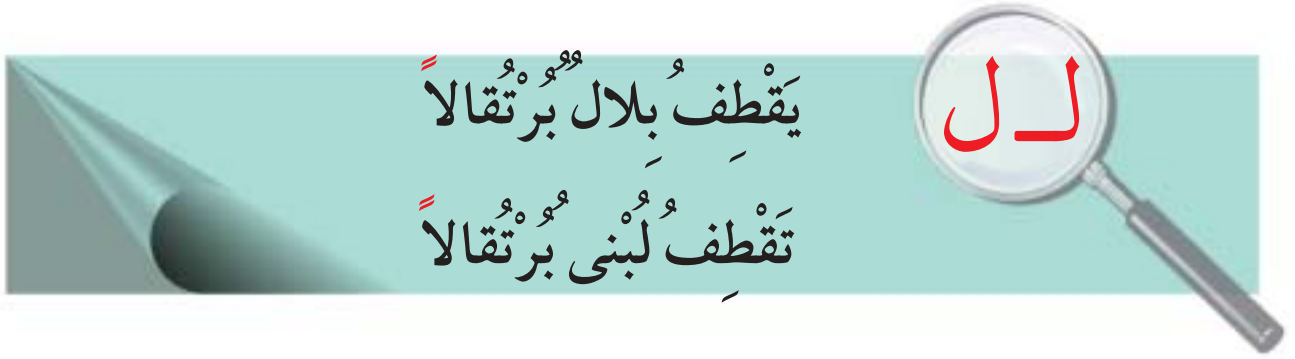 لـ ل
يَقْطِفُ بِلالٌ بُرْتُقالاً
تَقْطِفُ لُبْنى بُرْتُقالاً